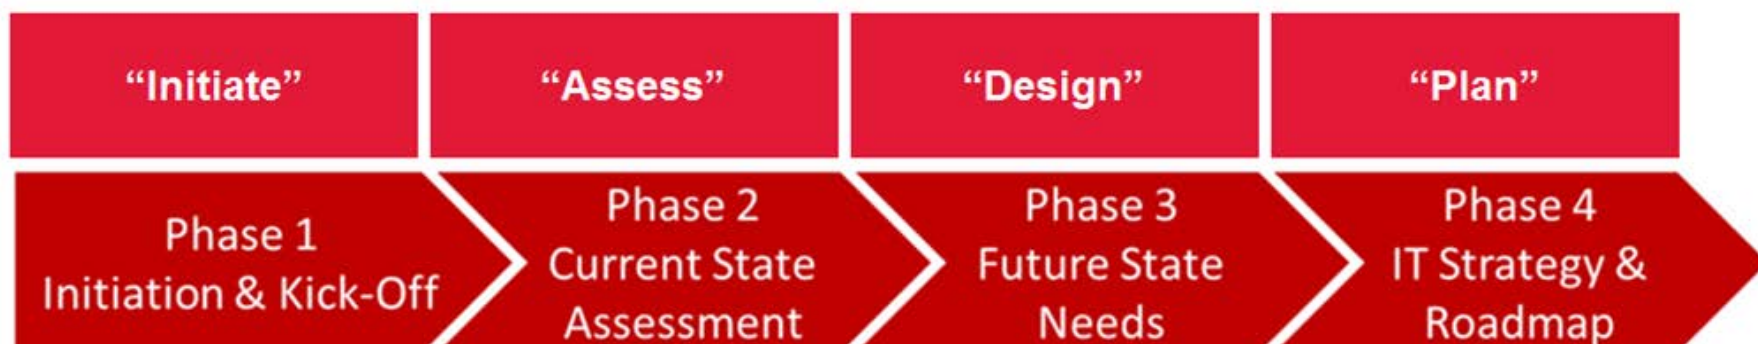 “Initiate”
“Assess”
“Design”
“Plan”
Phase 1
Initiation & Kick-Off
Phase 2
Current State
Assessment
Phase 3
Future State
Needs
Phase 4
IT Strategy &
Roadmap